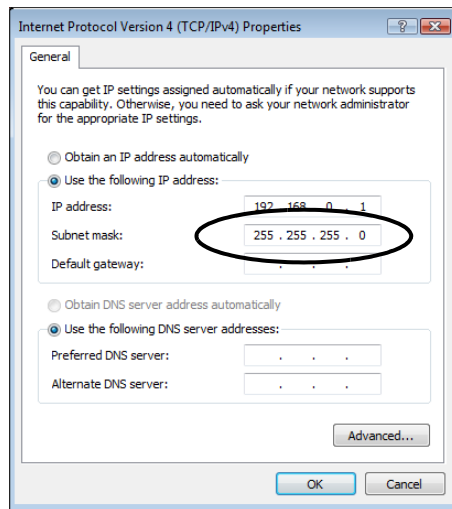 Internet Protocol Version 4 (TCP/IPv4) Properties
General
You can get IP settings assigned automatically if your network supports
this capability. Otherwise, you need to ask your network administrator
for the appropriate IP settings.
Obtain an IP address automatically
Use the following IP address:
IP address: 192 . 168 . 0 . 1
Subnet mask: 255 . 255 . 255 . 0
Default gateway: . . .
Obtain DNS server address automatically
Use the following DNS server addresses:
Preferred DNS server: . . .
Alternate DNS server: . . .
Advanced...
OK Cancel